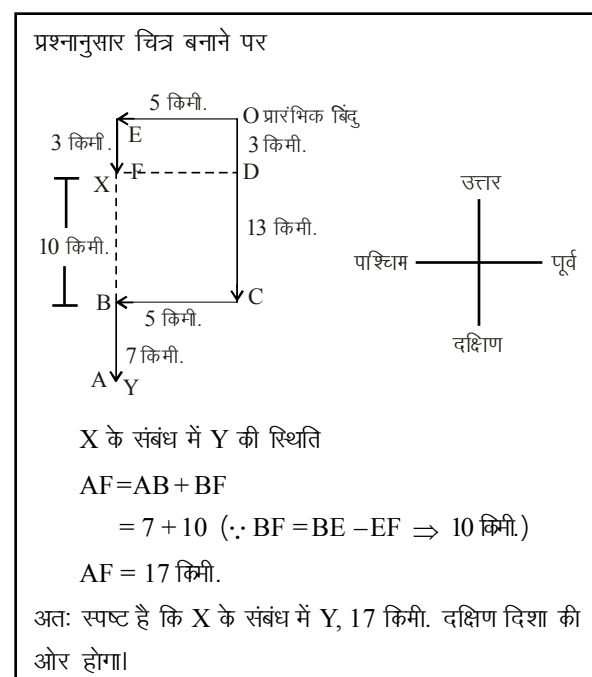 प्रश्नानुसार चित्र बनाने पर
5 किमी.
O प्रारंभिक बिंदु
E
3 किमी.
3 किमी.
X
F
D
उत्तर
13 किमी.
10 किमी.
पश्चिम
पूर्व
B
C
5 किमी.
दक्षिण
7 किमी.
A
Y
X के संबंध में Y की स्थिति
AF=AB+BF
= 7 + 10 (∵ BF =BE –EF ⇒ 10 किमी.)
AF = 17 किमी.
अतः स्पष्ट है कि X के संबंध में Y, 17 किमी. दक्षिण दिशा की
ओर होगा।